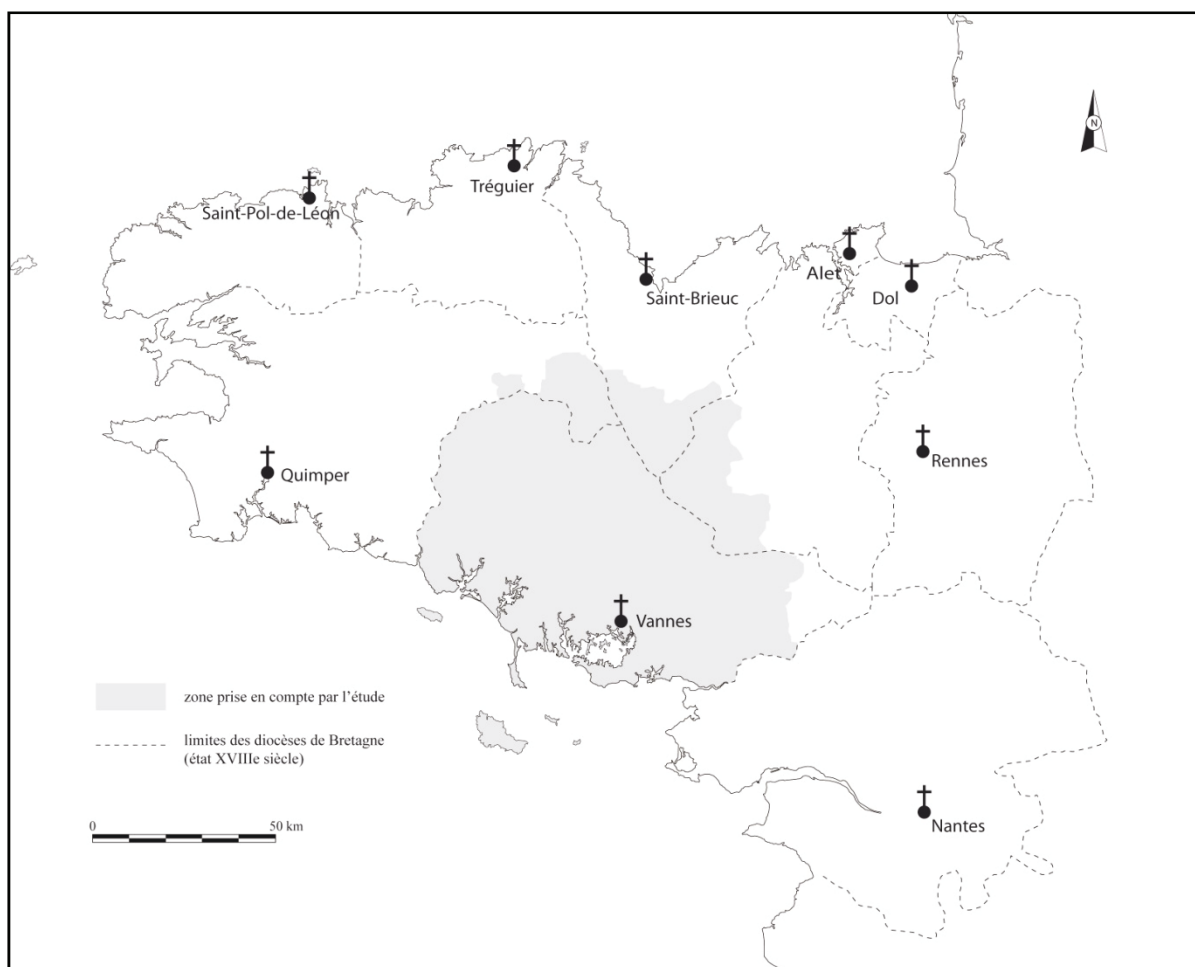 N
Tréguier
Saint-Pol-de-Léon
Alet
Saint-Brieuc
Dol
Rennes
Quimper
Vannes
zone prise en compte par l’étude
limites des diocèses de Bretagne
(état XVIIIe siècle)
0 50 km
Nantes